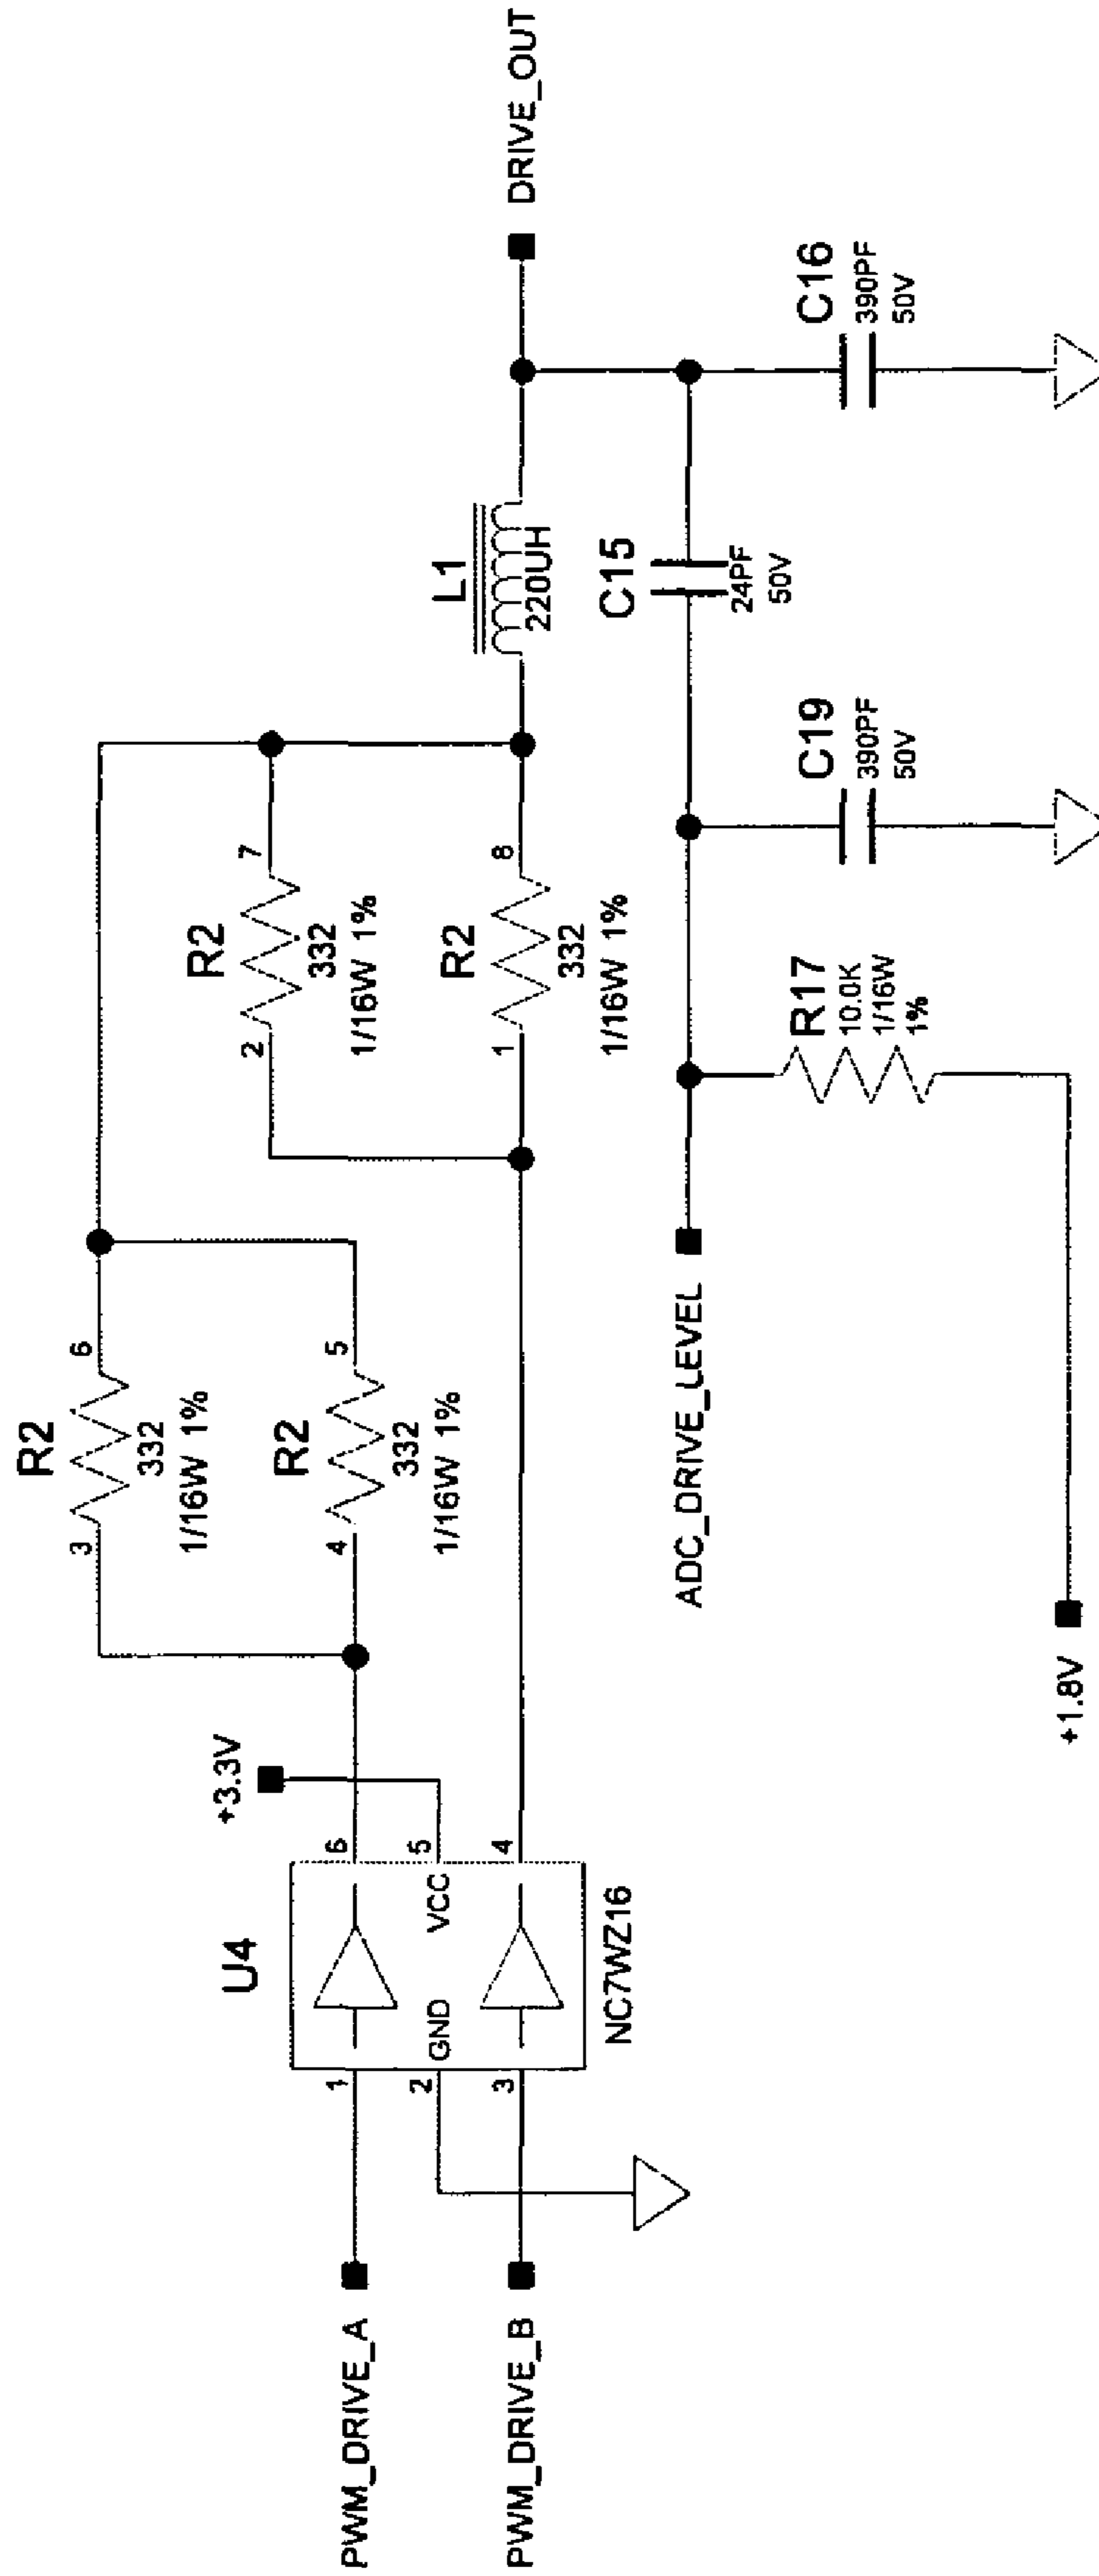 PWM_DRIVE_A
PWM_DRIVE_B
U4
1
2
3
GND
VCC
6
5
4
NC7WZ16
+3.3V
R2
3
6
332
1/16W 1%
R2
4
5
332
1/16W 1%
R2
2
7
332
1/16W 1%
R2
1
8
332
1/16W 1%
L1
220UH
DRIVE_OUT
C15
24PF
50V
C16
390PF
50V
C19
390PF
50V
R17
10.0K
1/16W
1%
ADC_DRIVE_LEVEL
+1.8V